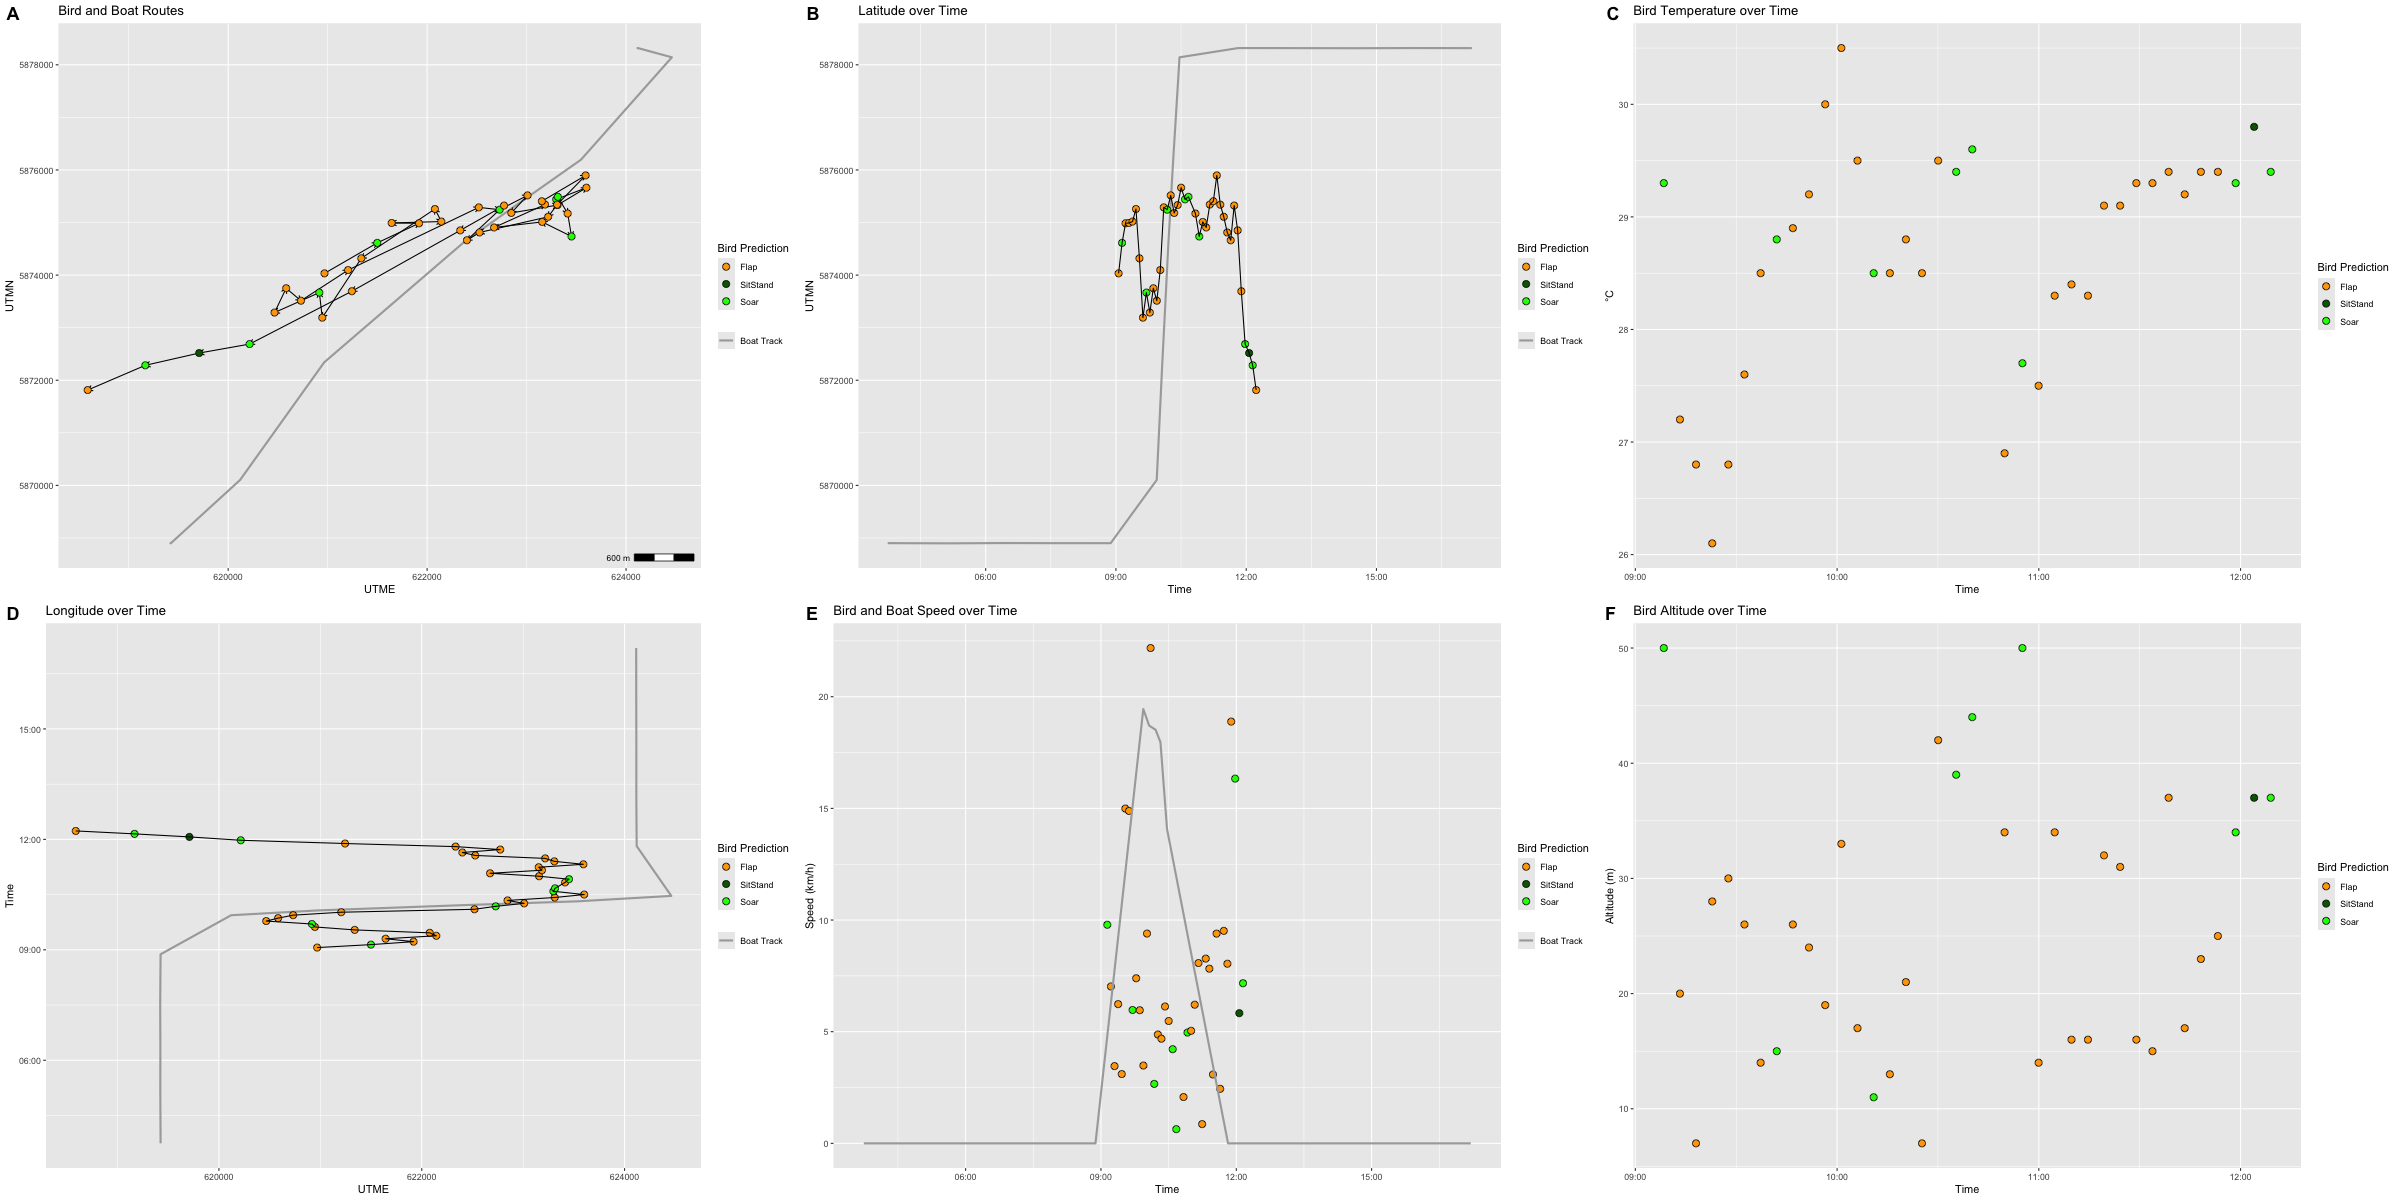 A Bird and Boat Routes
UTMN
5878000
5876000
5874000
5872000
5870000
620000 622000 624000
UTME
600 m
Bird Prediction
Flap
SitStand
Soar
Boat Track
B Latitude over Time
UTMN
5878000
5876000
5874000
5872000
5870000
06:00 09:00 12:00 15:00
Time
Bird Prediction
Flap
SitStand
Soar
Boat Track
C Bird Temperature over Time
°C
30
29
28
27
26
09:00 10:00 11:00 12:00
Time
Bird Prediction
Flap
SitStand
Soar
D Longitude over Time
Time
15:00
12:00
09:00
06:00
620000 622000 624000
UTME
Bird Prediction
Flap
SitStand
Soar
Boat Track
E Bird and Boat Speed over Time
Speed (km/h)
20
15
10
5
0
06:00 09:00 12:00 15:00
Time
Bird Prediction
Flap
SitStand
Soar
Boat Track
F Bird Altitude over Time
Altitude (m)
50
40
30
20
10
09:00 10:00 11:00 12:00
Time
Bird Prediction
Flap
SitStand
Soar